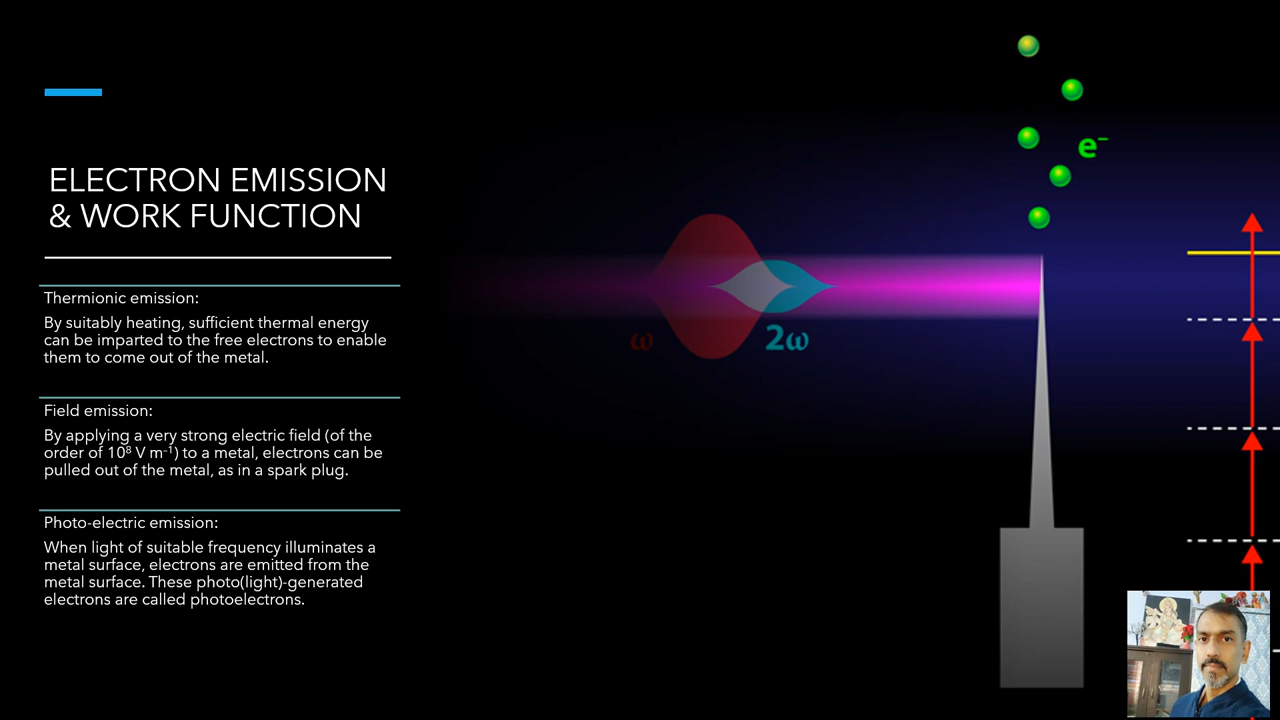 ELECTRON EMISSION
& WORK FUNCTION
Thermionic emission:
By suitably heating, sufficient thermal energy
can be imparted to the free electrons to enable
them to come out of the metal.
Field emission:
By applying a very strong electric field (of the
order of 10⁸ V m⁻¹) to a metal, electrons can be
pulled out of the metal, as in a spark plug.
Photo-electric emission:
When light of suitable frequency illuminates a
metal surface, electrons are emitted from the
metal surface. These photo(light)-generated
electrons are called photoelectrons.
e⁻
ω
2ω